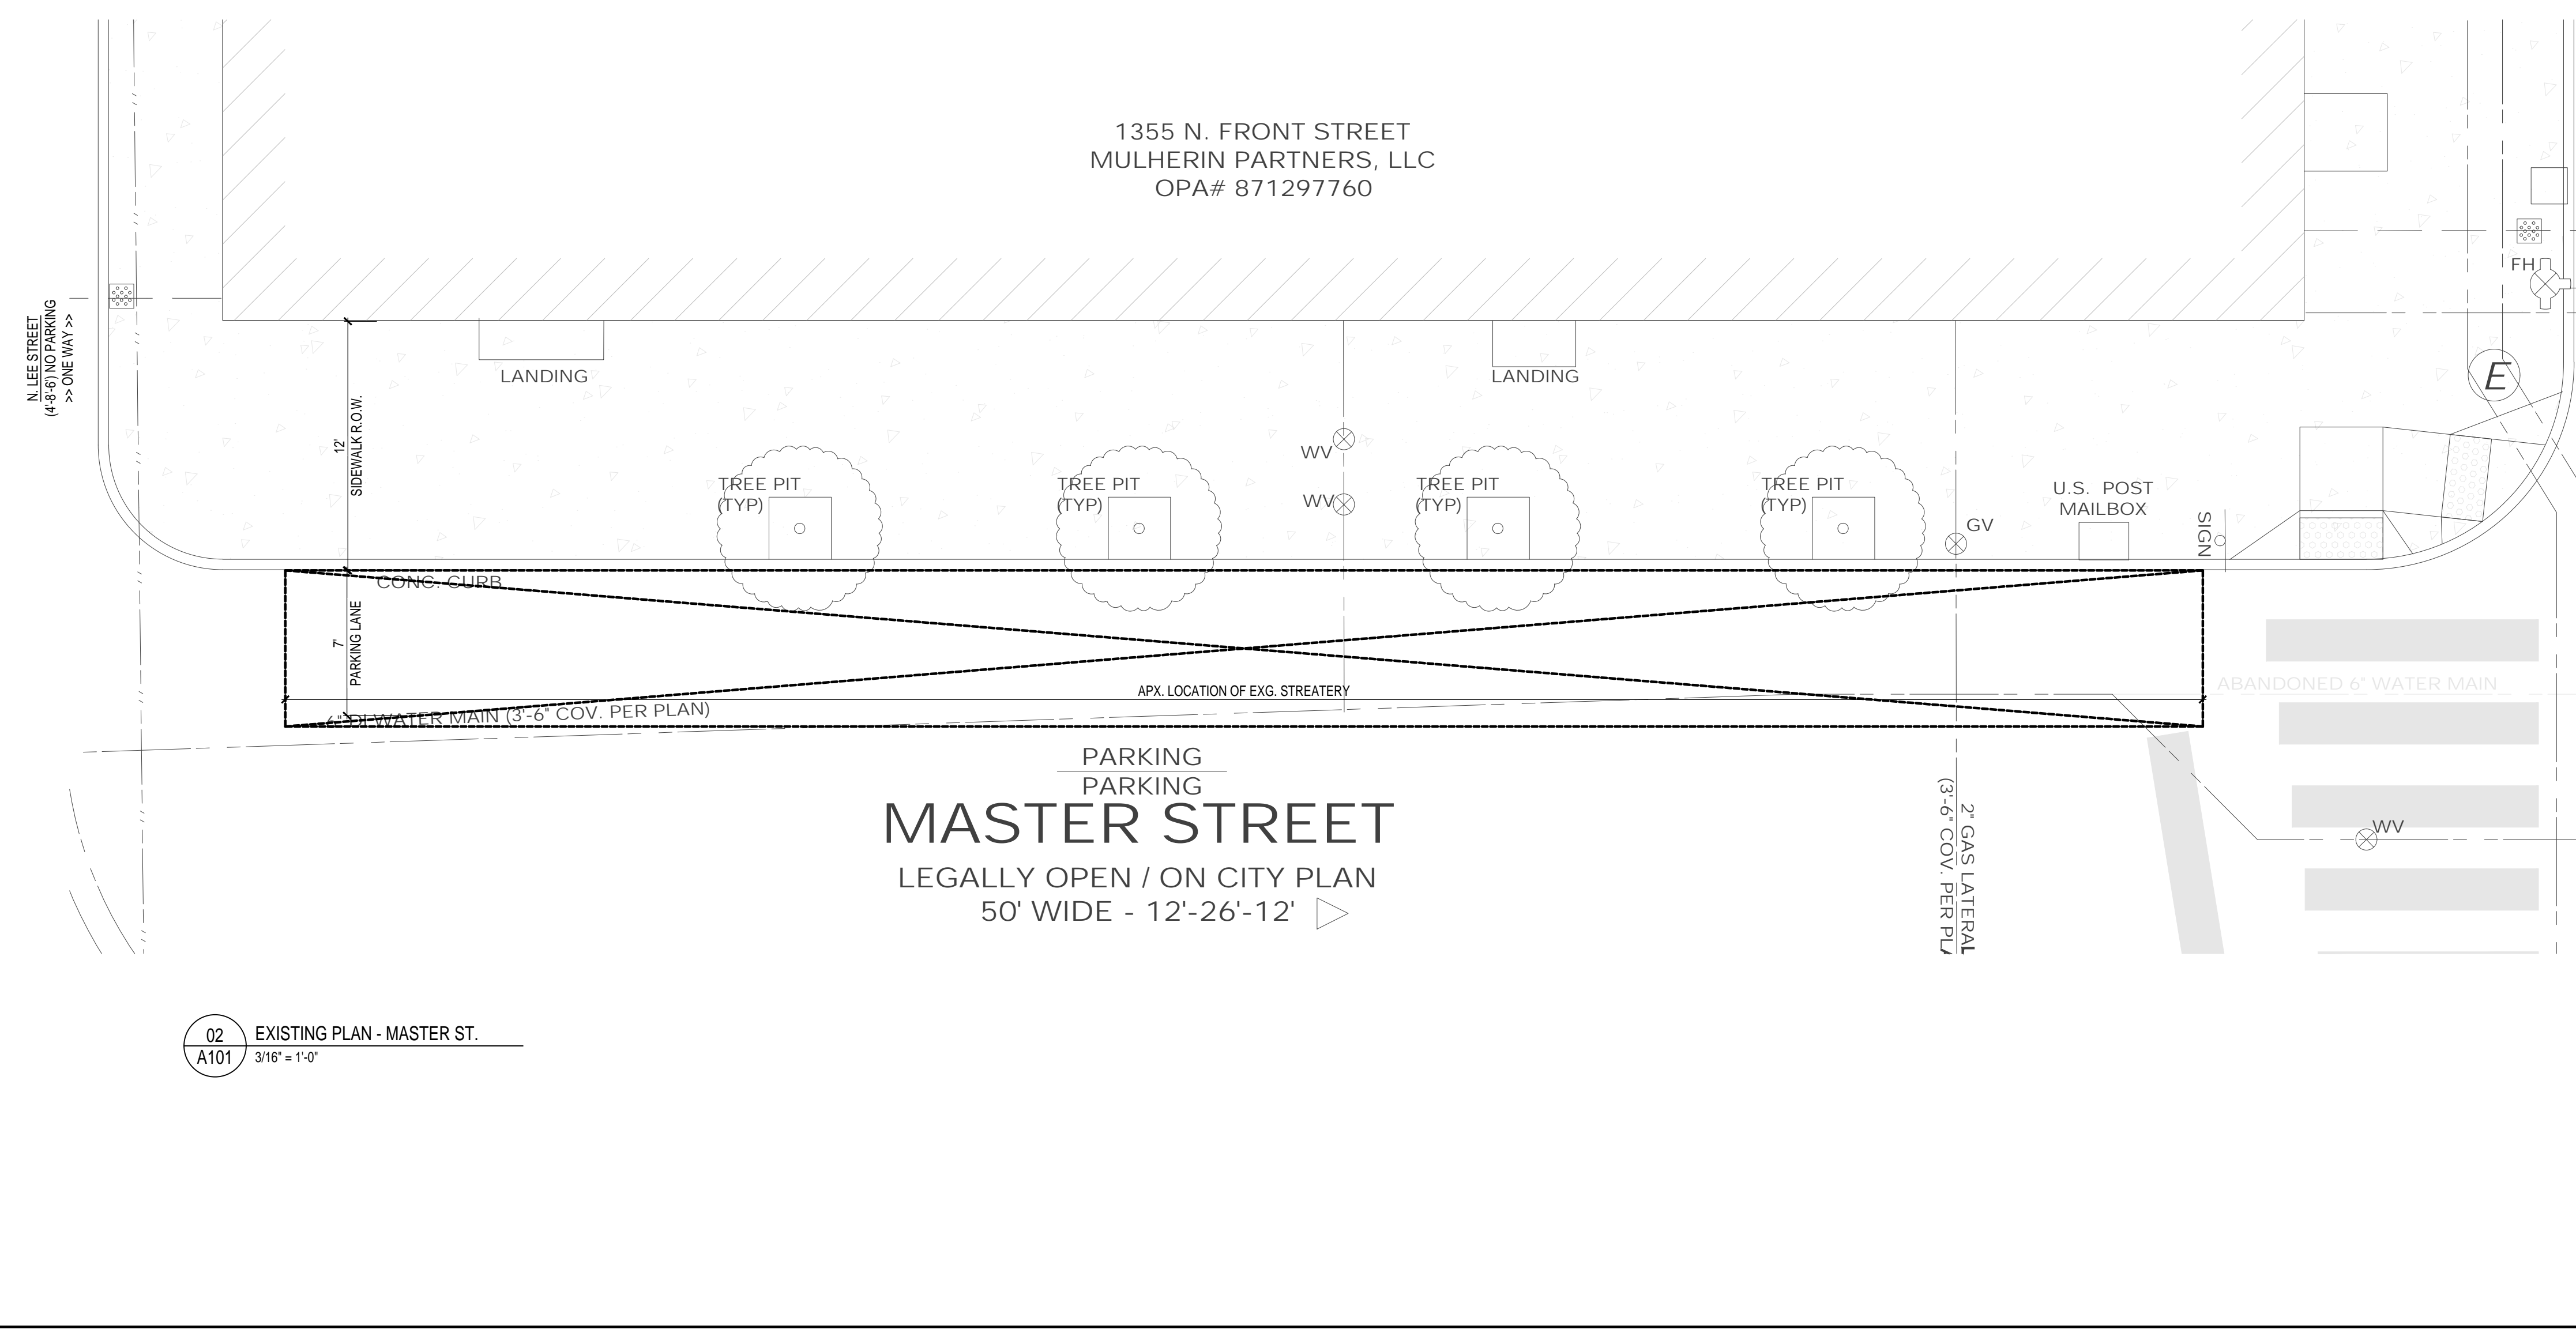 1355 N. FRONT STREET
MULHERIN PARTNERS, LLC
OPA# 871297760
FH
N. LEE STREET
(4'-8'-6') NO PARKING
>> ONE WAY >>
E
LANDING
LANDING
12'
SIDEWALK R.O.W.
WV
WV
TREE PIT
(TYP)
TREE PIT
(TYP)
TREE PIT
(TYP)
TREE PIT
(TYP)
GV
U.S. POST
MAILBOX
SIGN
CONC. CURB
7'
PARKING LANE
APX. LOCATION OF EXG. STREATERY
ABANDONED 6" WATER MAIN
6" DI WATER MAIN (3'-6" COV. PER PLAN)
PARKING
PARKING
MASTER STREET
LEGALLY OPEN / ON CITY PLAN
50' WIDE - 12'-26'-12'
2" GAS LATERAL
(3'-6" COV. PER
WV
02
A101
EXISTING PLAN - MASTER ST.
3/16" = 1'-0"